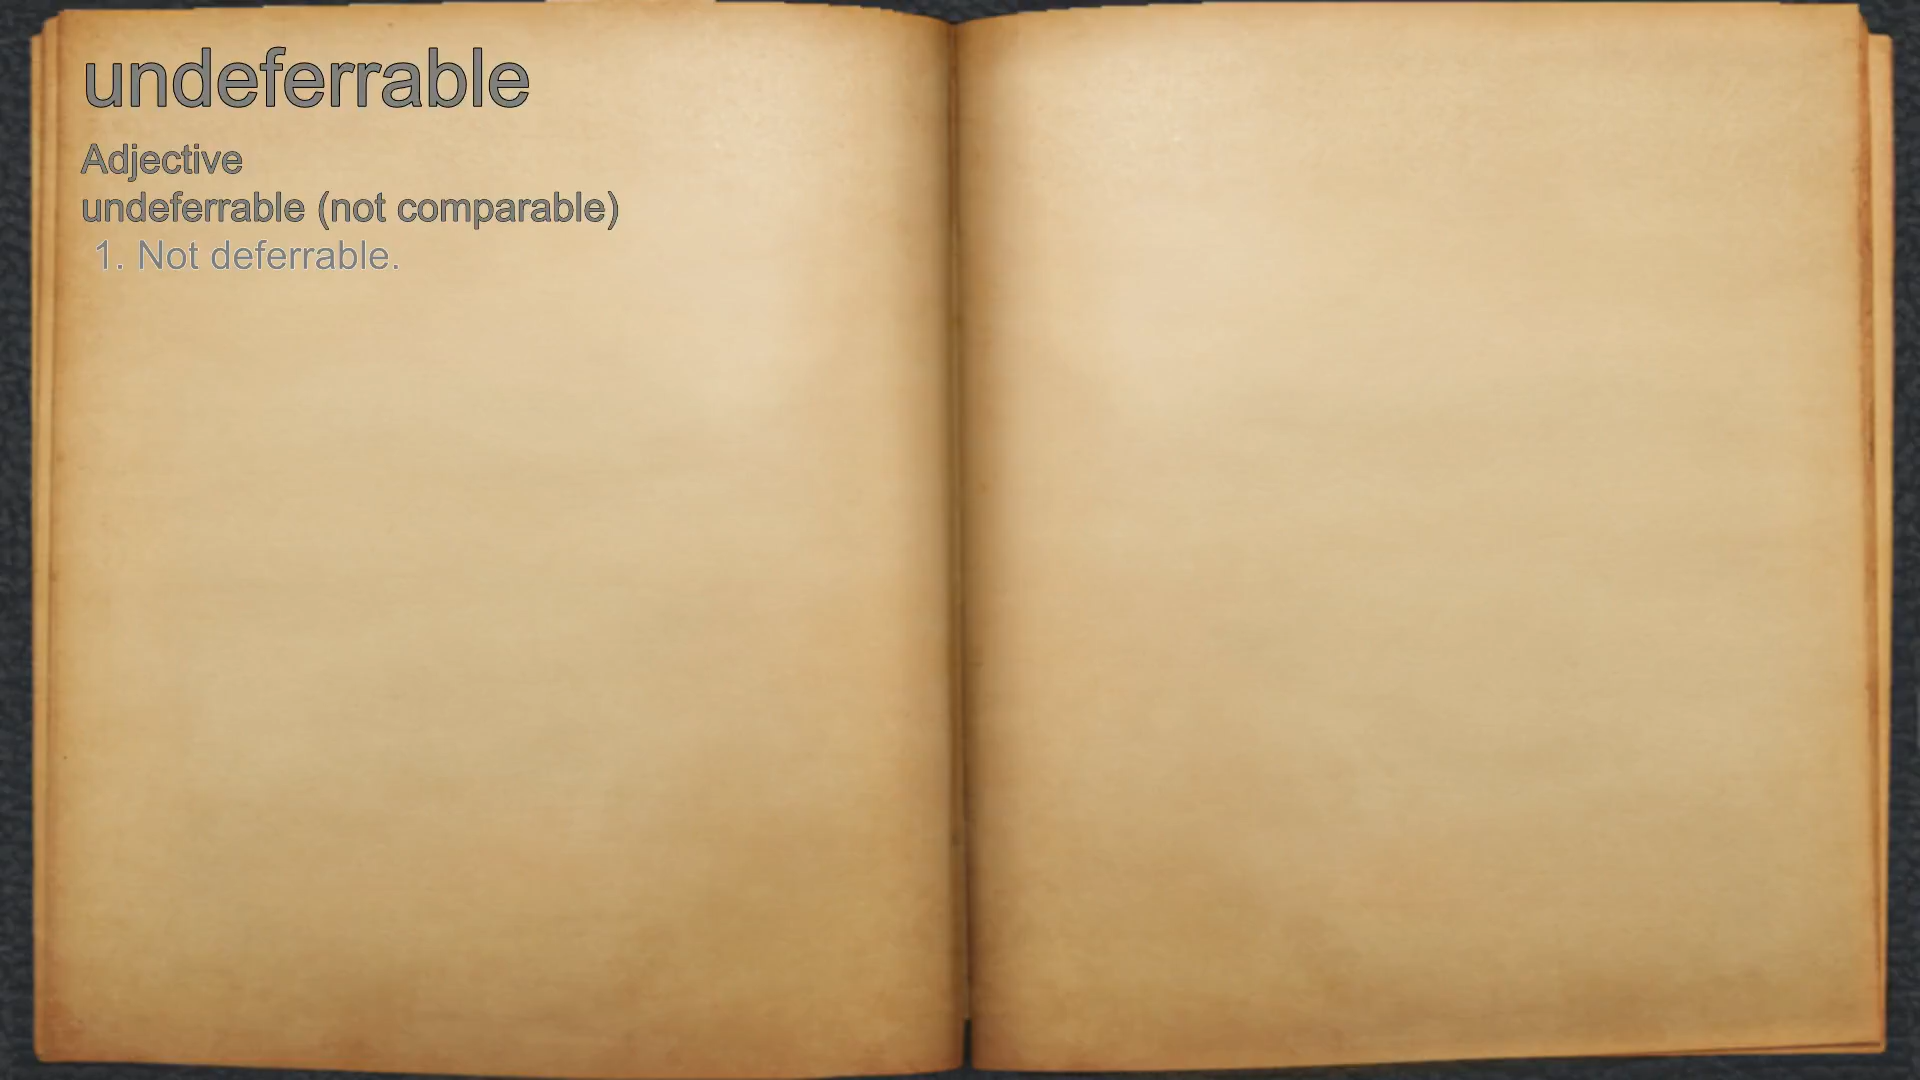 undeferrable
Adjective
undeferrable (not comparable)
1. Not deferrable.